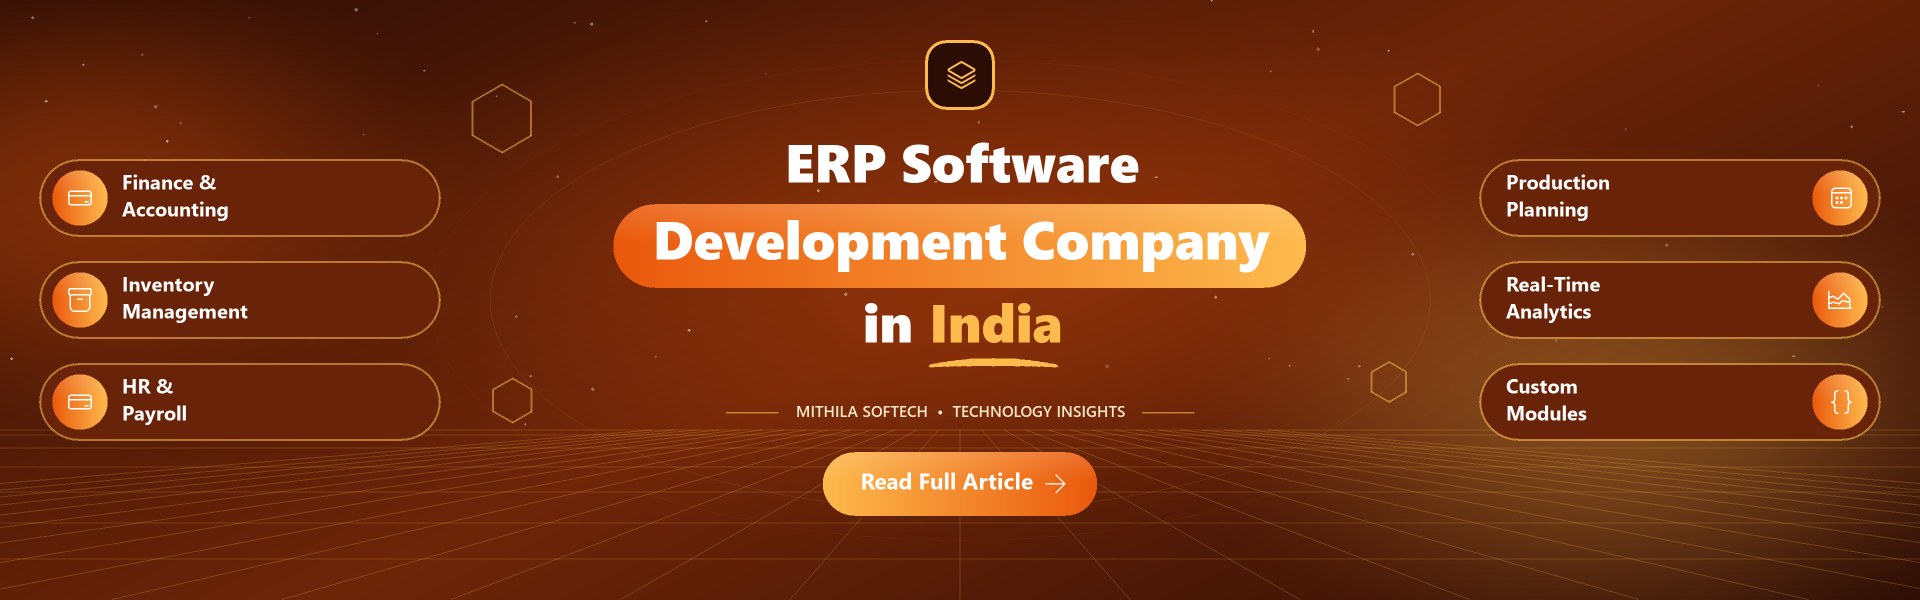 ERP Software
Development Company
in India
MITHILA SOFTECH • TECHNOLOGY INSIGHTS
Read Full Article →
Finance &
Accounting
Inventory
Management
HR &
Payroll
Production
Planning
Real-Time
Analytics
Custom
Modules